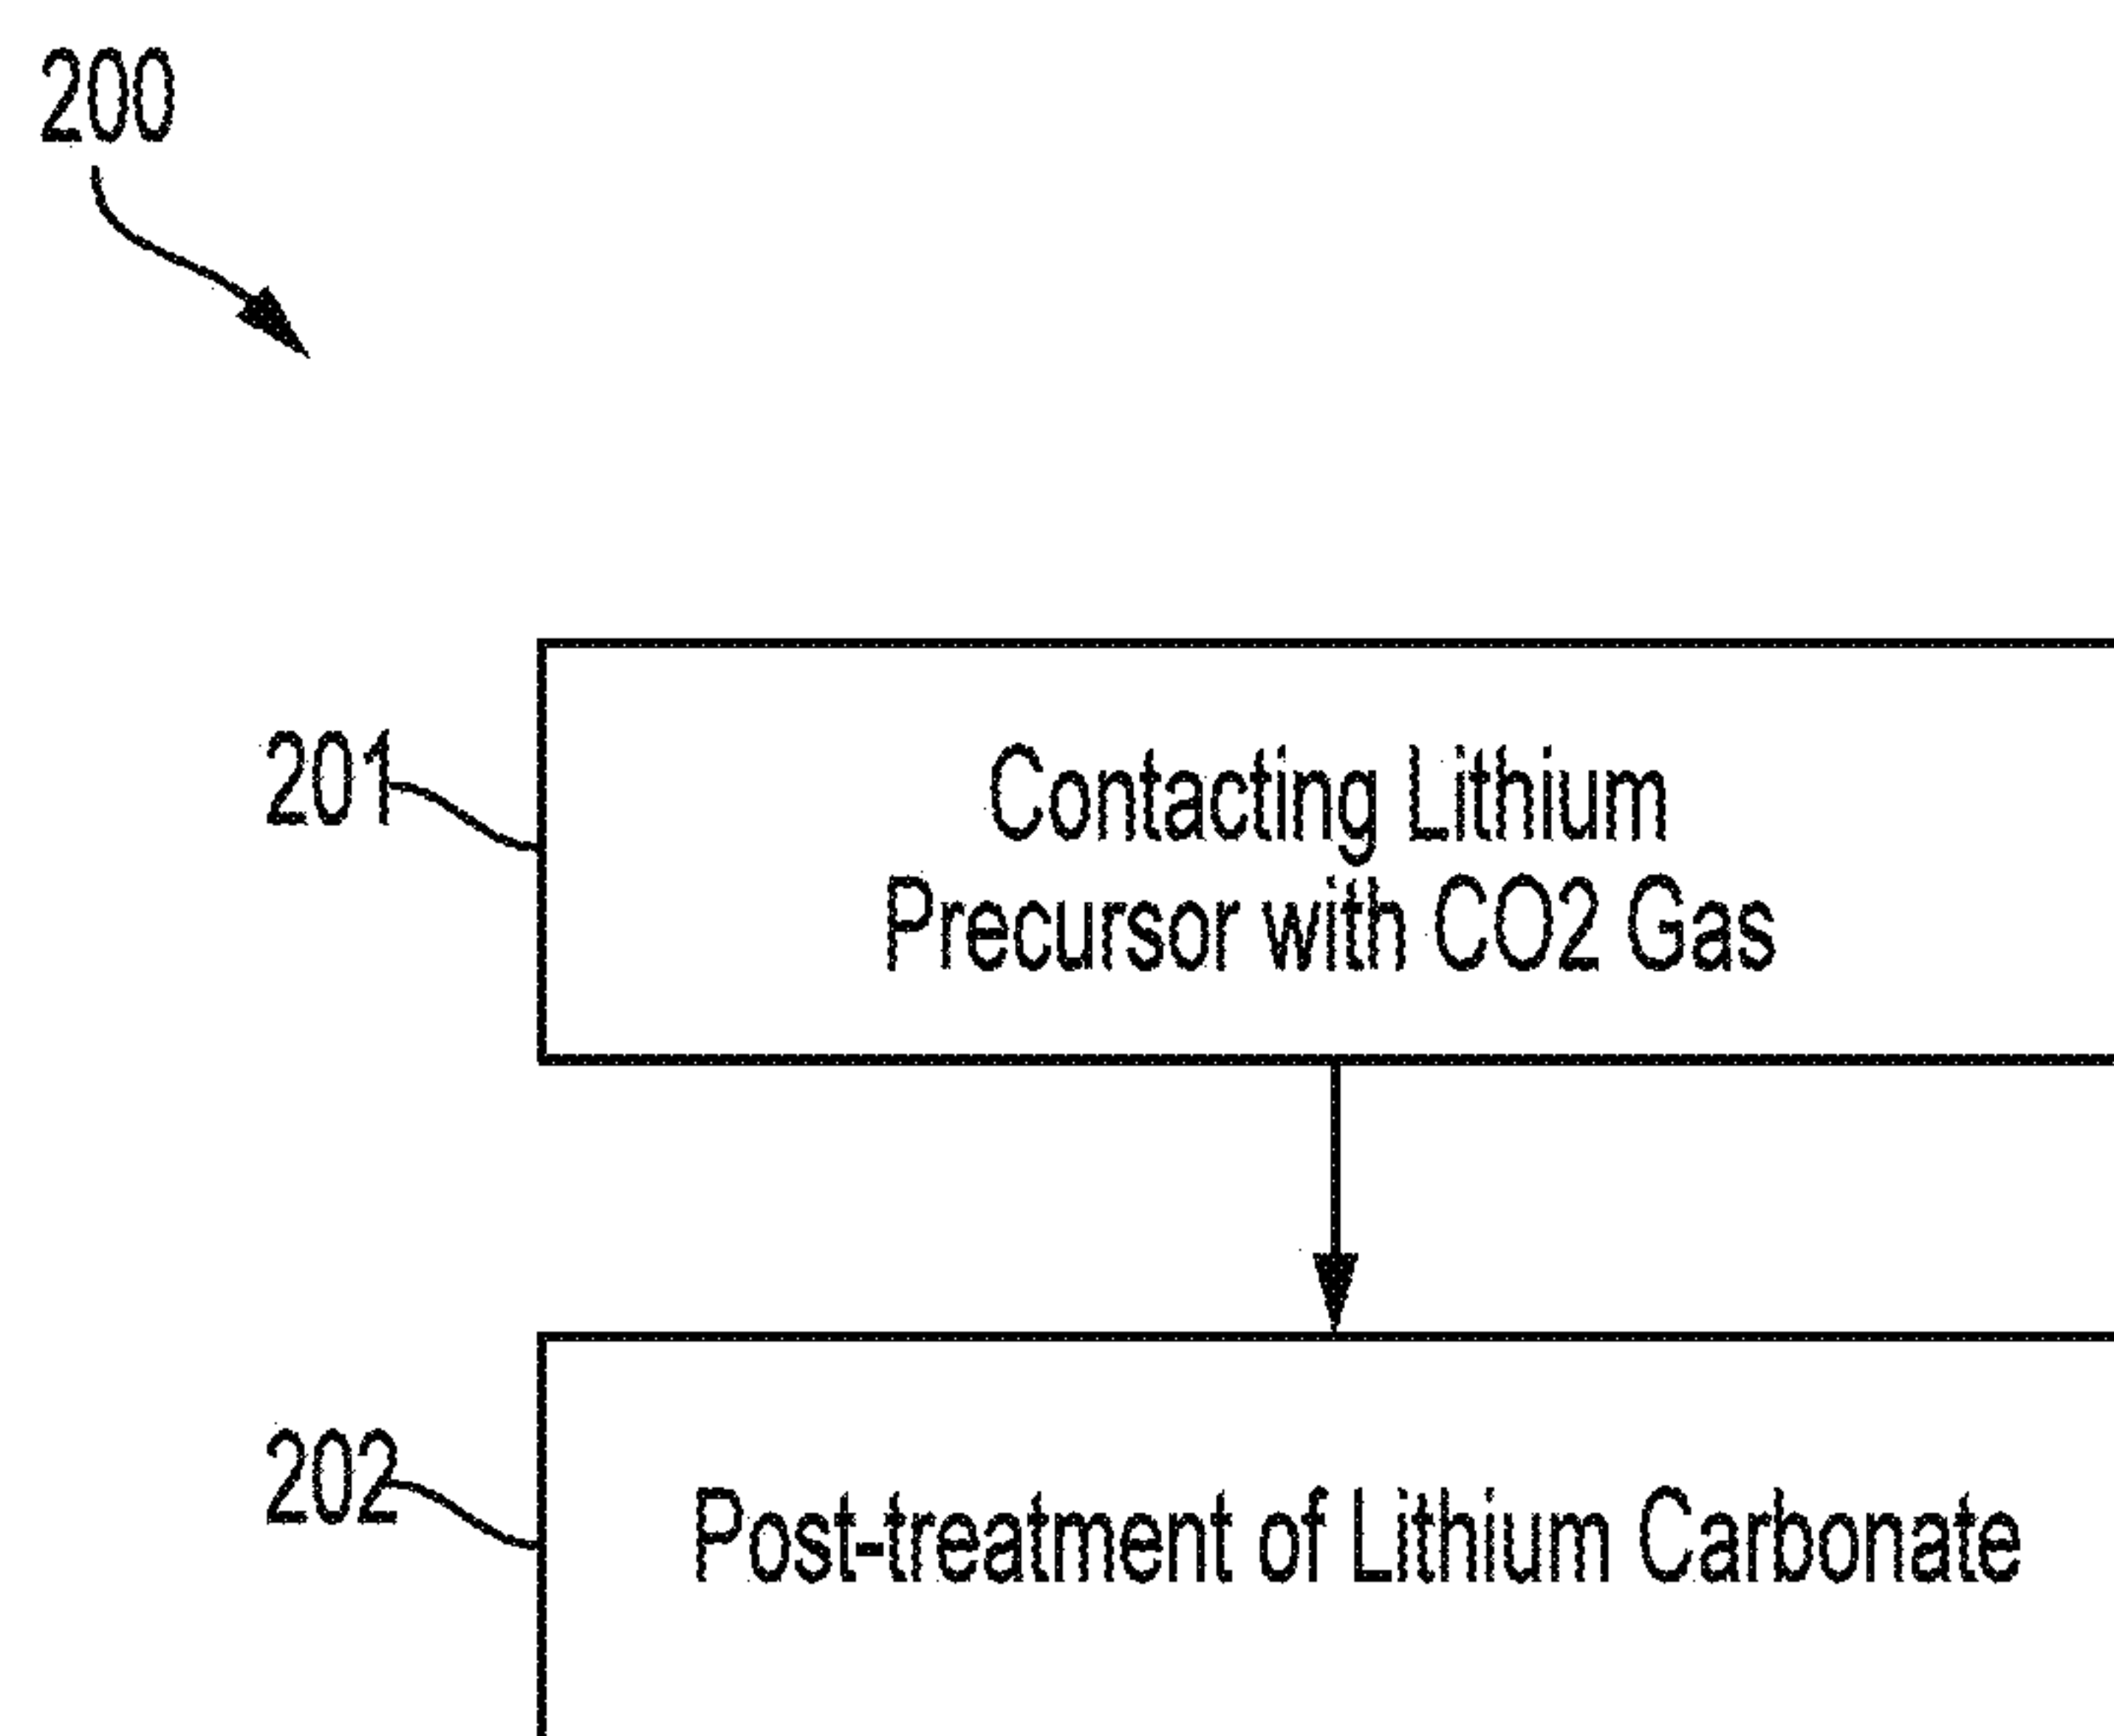 200
201
Contacting Lithium
Precursor with CO2 Gas
202
Post-treatment of Lithium Carbonate